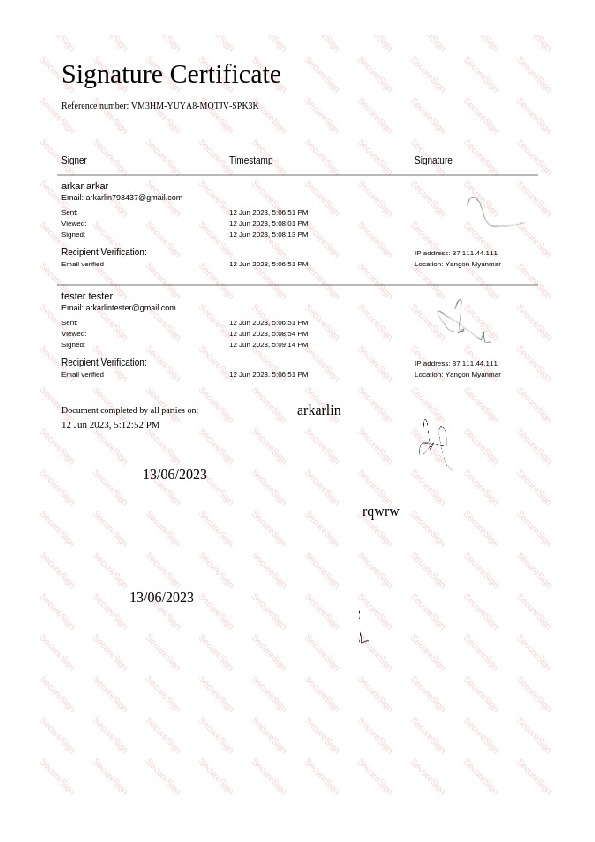 Signature Certificate
Reference number: VM3HM-YUYA8-MQTJV-SPK3K
Signer Timestamp Signature
arkar arkar
Email: arkarlin793437@gmail.com
Sent: 12 Jun 2023, 5:06:51 PM
Viewed: 12 Jun 2023, 5:08:01 PM
Signed: 12 Jun 2023, 5:08:13 PM
Recipient Verification: IP address: 37.111.44.111
Email verified 12 Jun 2023, 5:06:51 PM Location: Yangon Myanmar
tester tester
Email: arkarlintester@gmail.com
Sent: 12 Jun 2023, 5:06:51 PM
Viewed: 12 Jun 2023, 5:08:54 PM
Signed: 12 Jun 2023, 5:09:14 PM
Recipient Verification: IP address: 37.111.44.111
Email verified 12 Jun 2023, 5:06:51 PM Location: Yangon Myanmar
Document completed by all parties on: arkarlin
12 Jun 2023, 5:12:52 PM
13/06/2023
rqwrw
13/06/2023
SecureSign